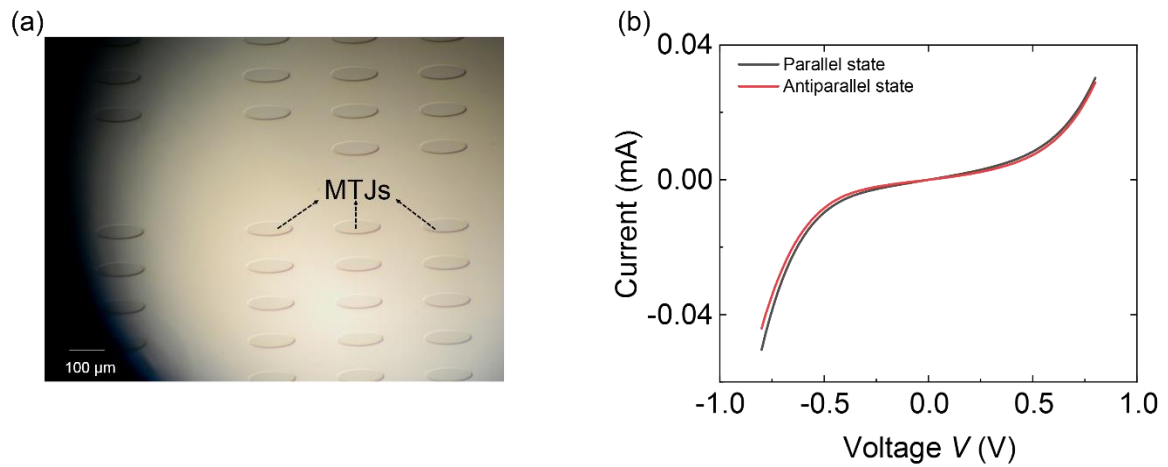 (a)
MTJs
100 μm
(b)
0.04
Parallel state
Antiparallel state
0.00
-0.04
Current (mA)
-1.0 -0.5 0.0 0.5 1.0
Voltage V (V)